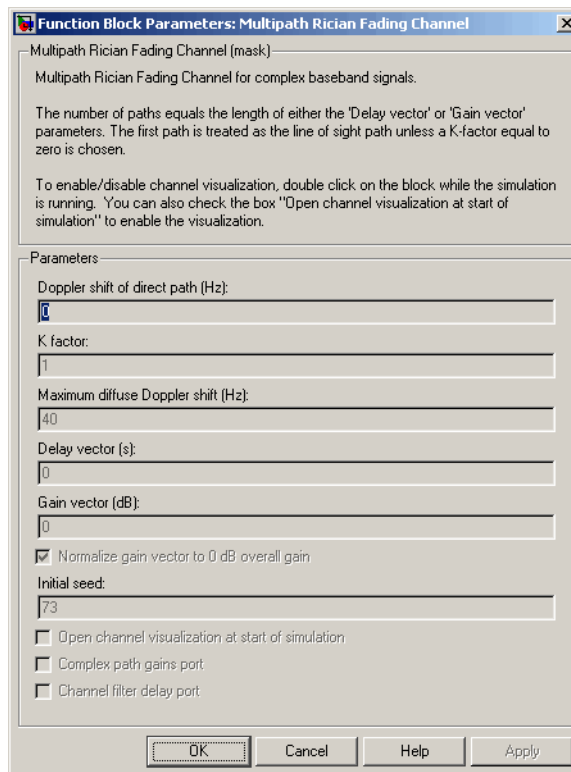 Function Block Parameters: Multipath Rician Fading Channel
Multipath Rician Fading Channel (mask)
Multipath Rician Fading Channel for complex baseband signals.
The number of paths equals the length of either the 'Delay vector' or 'Gain vector'
parameters. The first path is treated as the line of sight path unless a K-factor equal to
zero is chosen.
To enable/disable channel visualization, double click on the block while the simulation
is running.  You can also check the box "Open channel visualization at start of
simulation" to enable the visualization.
Parameters
Doppler shift of direct path (Hz):
0
K factor:
1
Maximum diffuse Doppler shift (Hz):
40
Delay vector (s):
0
Gain vector (dB):
0
Normalize gain vector to 0 dB overall gain
Initial seed:
73
Open channel visualization at start of simulation
Complex path gains port
Channel filter delay port
OK Cancel Help Apply